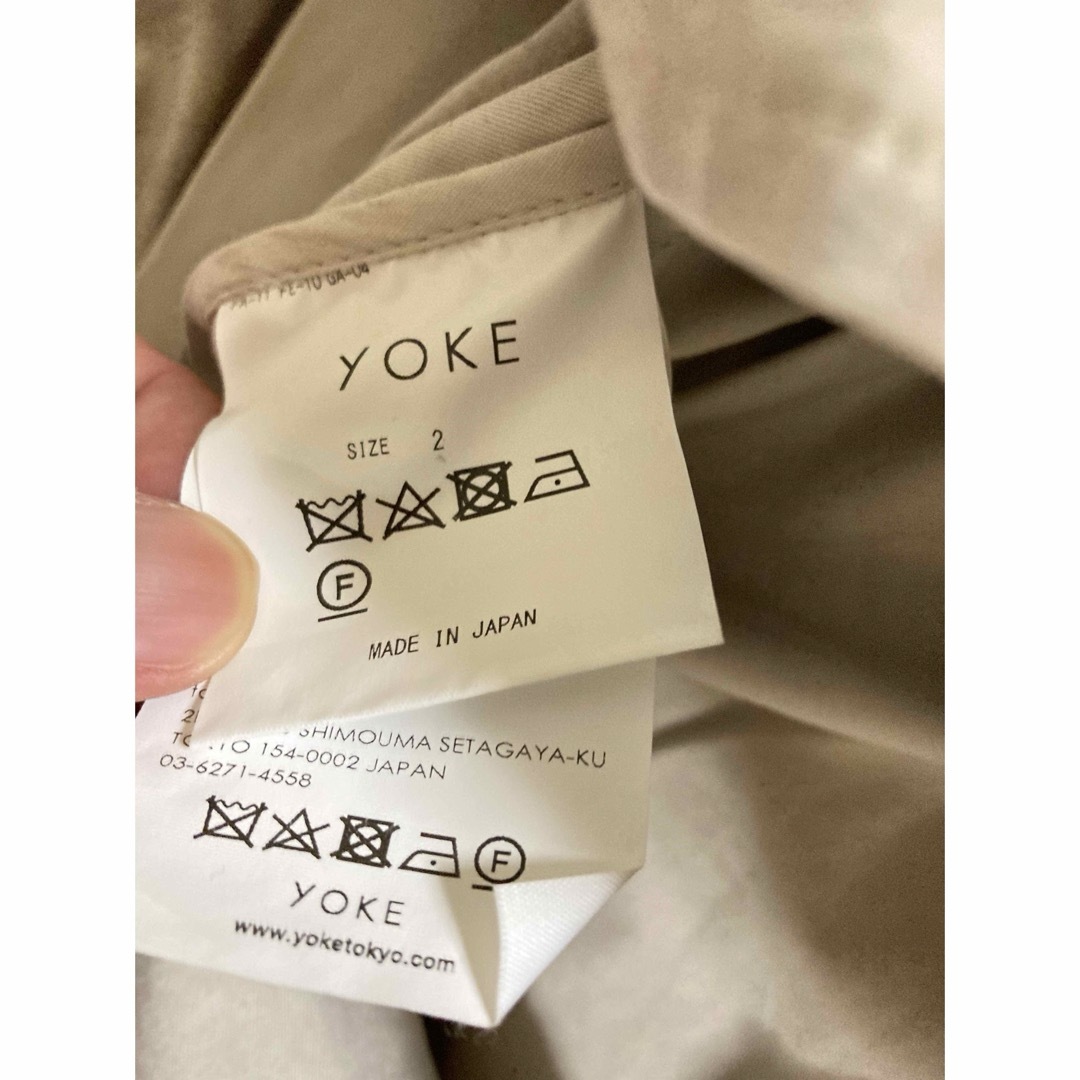 YOKE
SIZE 2
F
MADE IN JAPAN
SHIMOUMA SETAGAYA-KU
154-0002 JAPAN
03-6271-4558
F
YOKE
www.yoketokyo.com